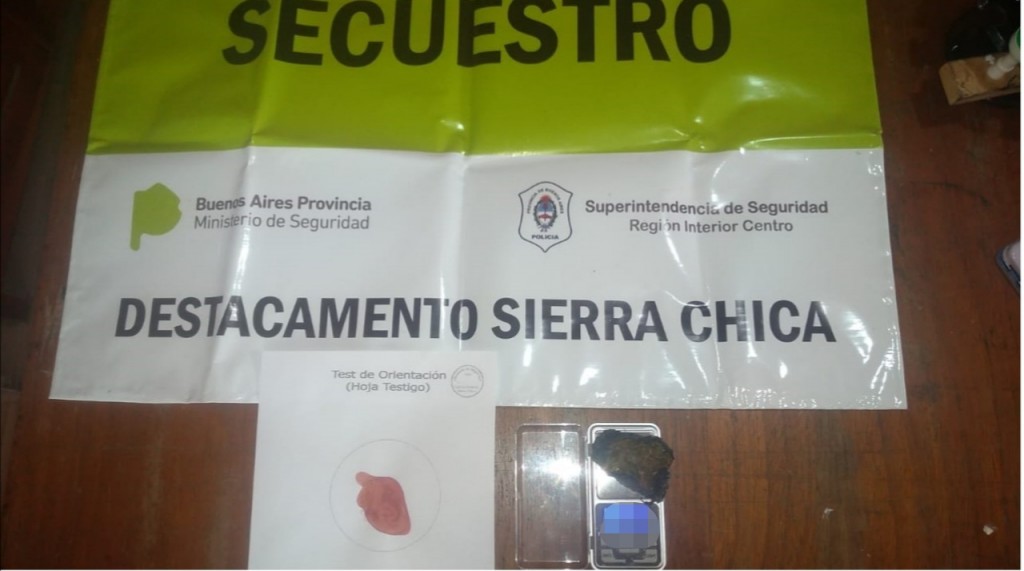 SECUESTRO
Buenos Aires Provincia
Ministerio de Seguridad
POLICIA
Superintendencia de Seguridad
Región Interior Centro
DESTACAMENTO SIERRA CHICA
Test de Orientación
(Hoja Testigo)